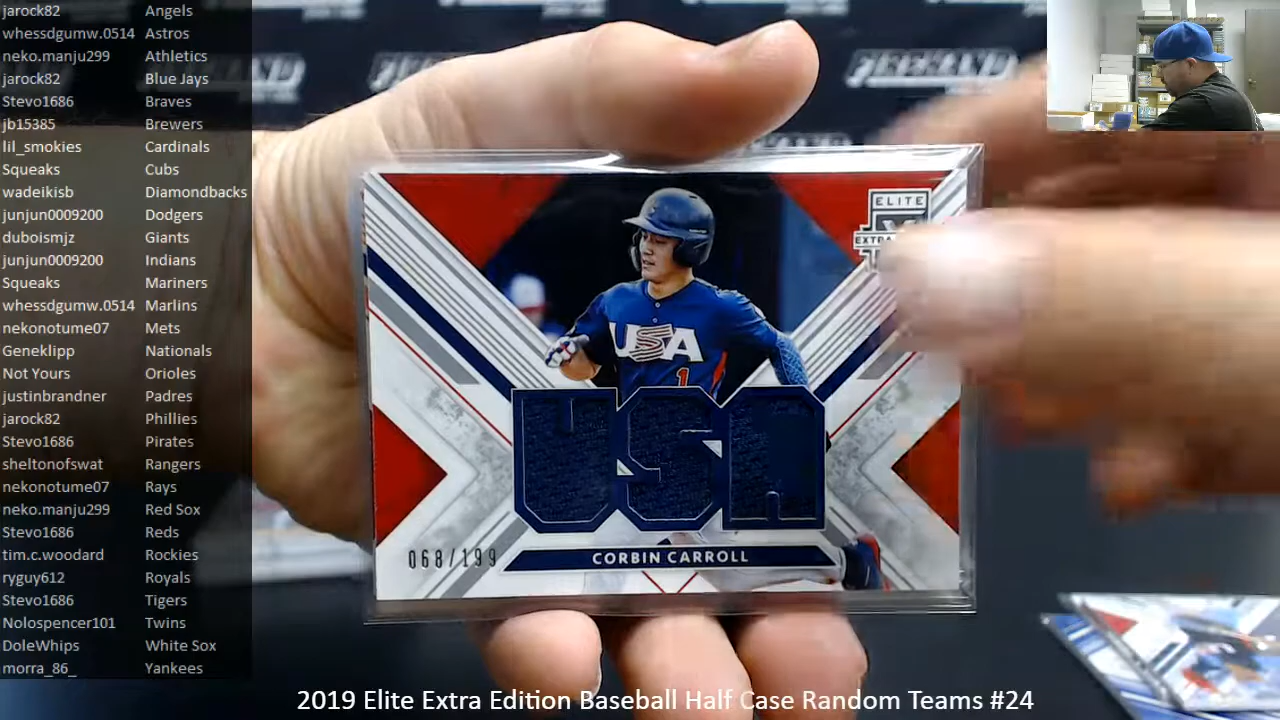 jarock82 Angels
whessdgumw.0514 Astros
neko.manju299 Athletics
jarock82 Blue Jays
Stevo1686 Braves
jb15385 Brewers
lil_smokies Cardinals
Squeaks Cubs
wadeikisb Diamondbacks
junjun0009200 Dodgers
duboismjz Giants
junjun0009200 Indians
Squeaks Mariners
whessdgumw.0514 Marlins
nekonotume07 Mets
Geneklipp Nationals
Not Yours Orioles
justinbrandner Padres
jarock82 Phillies
Stevo1686 Pirates
sheltonofswat Rangers
nekonotume07 Rays
neko.manju299 Red Sox
Stevo1686 Reds
tim.c.woodard Rockies
ryguy612 Royals
Stevo1686 Tigers
Nolospencer101 Twins
DoleWhips White Sox
morra_86_ Yankees
FIREHAND
ELITE
USA
1
USA
068/199
CORBIN CARROLL
2019 Elite Extra Edition Baseball Half Case Random Teams #24